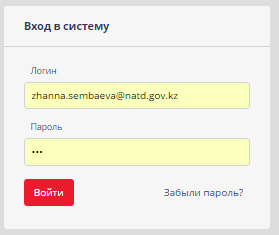 Вход в систему
Логин
zhanna.sembaeva@natd.gov.kz
Пароль
•••
Войти
Забыли пароль?